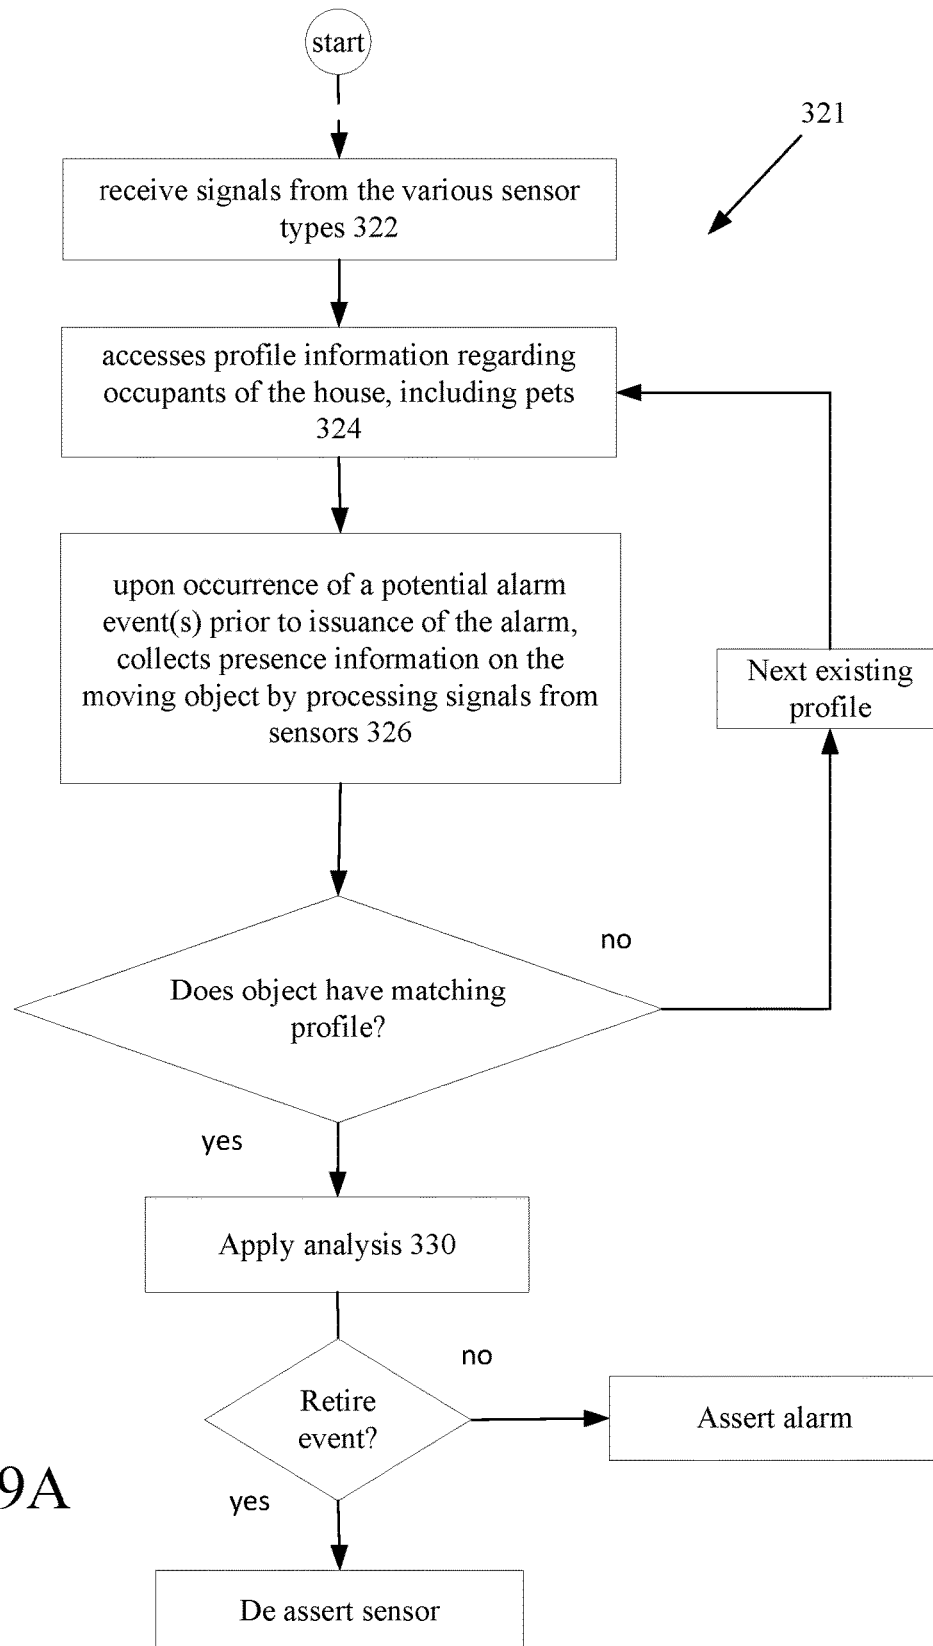 start
321
receive signals from the various sensor
types 322
accesses profile information regarding
occupants of the house, including pets
324
upon occurrence of a potential alarm
event(s) prior to issuance of the alarm,
collects presence information on the
moving object by processing signals from
sensors 326
Next existing
profile
no
Does object have matching
profile?
yes
Apply analysis 330
no
Retire
event?
Assert alarm
9A
yes
De assert sensor